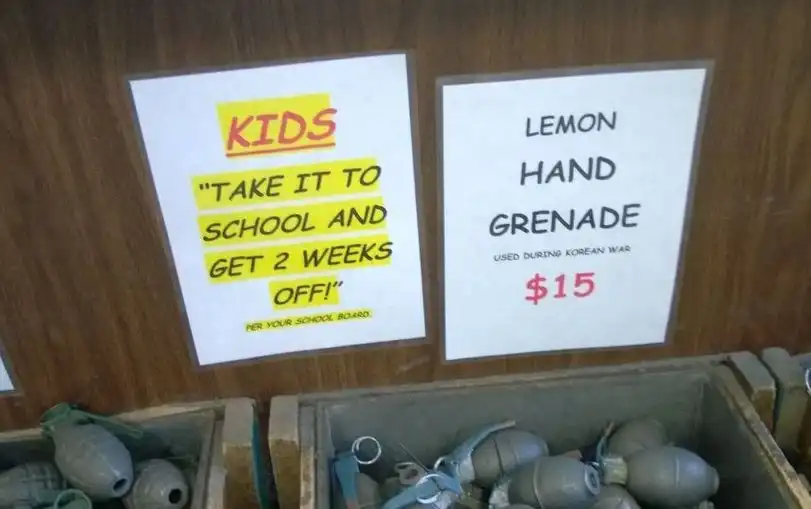 KIDS
"TAKE IT TO
SCHOOL AND
GET 2 WEEKS
OFF!"
PER YOUR SCHOOL BOARD.
LEMON
HAND
GRENADE
USED DURING KOREAN WAR
$15